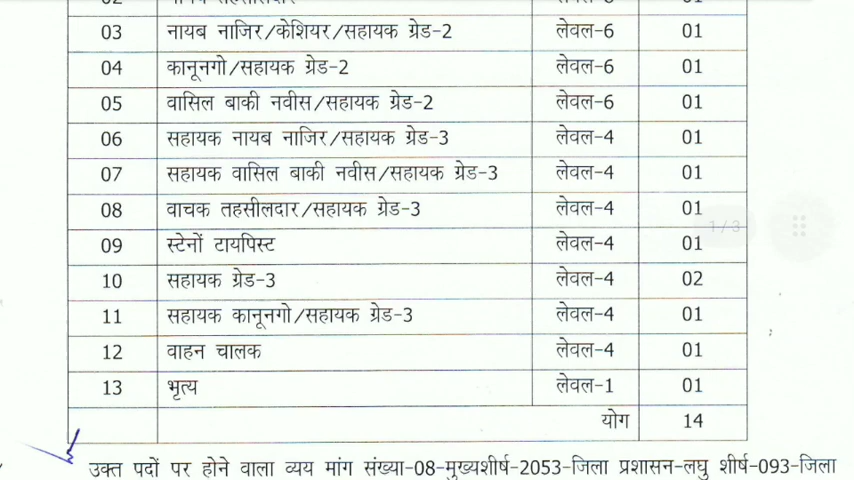 03 नायब नाजिर/केशियर/सहायक ग्रेड-2 लेवल-6 01
04 कानूनगो/सहायक ग्रेड-2 लेवल-6 01
05 वासिल बाकी नवीस/सहायक ग्रेड-2 लेवल-6 01
06 सहायक नायब नाजिर/सहायक ग्रेड-3 लेवल-4 01
07 सहायक वासिल बाकी नवीस/सहायक ग्रेड-3 लेवल-4 01
08 वाचक तहसीलदार/सहायक ग्रेड-3 लेवल-4 01
1/3
09 स्टेनों टायपिस्ट लेवल-4 01
10 सहायक ग्रेड-3 लेवल-4 02
11 सहायक कानूनगो/सहायक ग्रेड-3 लेवल-4 01
12 वाहन चालक लेवल-4 01
13 भृत्य लेवल-1 01
योग 14
उक्त पदों पर होने वाला व्यय मांग संख्या-08-मुख्यशीर्ष-2053-जिला प्रशासन-लघु शीर्ष-093-जिला